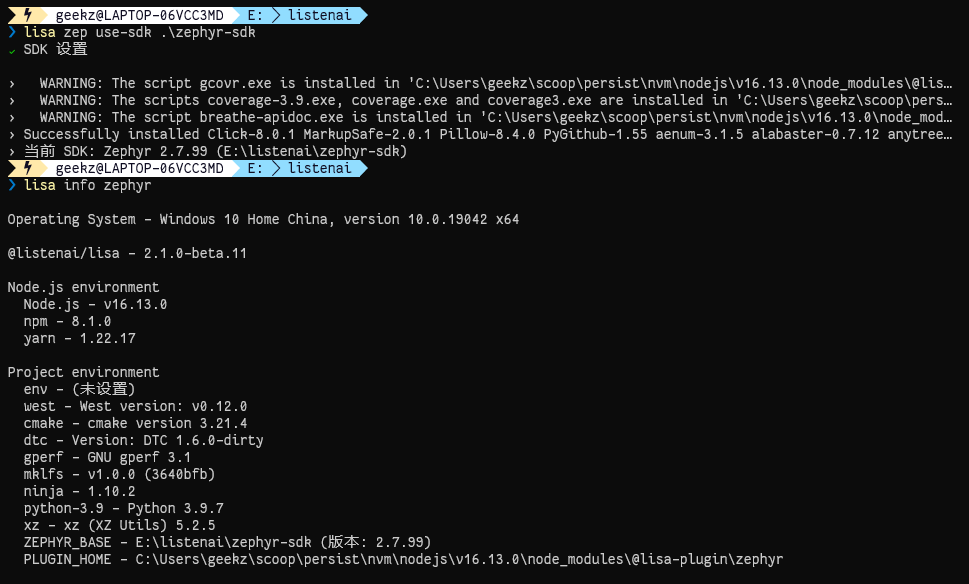 geekz@LAPTOP-06VCC3MD E: listenai
❯ lisa zep use-sdk .\zephyr-sdk
✓ SDK 设置
›   WARNING: The script gcovr.exe is installed in 'C:\Users\geekz\scoop\persist\nvm\nodejs\v16.13.0\node_modules\@lis…
›   WARNING: The scripts coverage-3.9.exe, coverage.exe and coverage3.exe are installed in 'C:\Users\geekz\scoop\pers…
›   WARNING: The script breathe-apidoc.exe is installed in 'C:\Users\geekz\scoop\persist\nvm\nodejs\v16.13.0\node_mod…
› Successfully installed Click-8.0.1 MarkupSafe-2.0.1 Pillow-8.4.0 PyGithub-1.55 aenum-3.1.5 alabaster-0.7.12 anytree…
› 当前 SDK: Zephyr 2.7.99 (E:\listenai\zephyr-sdk)
geekz@LAPTOP-06VCC3MD E: listenai
❯ lisa info zephyr
Operating System - Windows 10 Home China, version 10.0.19042 x64
@listenai/lisa - 2.1.0-beta.11
Node.js environment
Node.js - v16.13.0
npm - 8.1.0
yarn - 1.22.17
Project environment
env - (未设置)
west - West version: v0.12.0
cmake - cmake version 3.21.4
dtc - Version: DTC 1.6.0-dirty
gperf - GNU gperf 3.1
mklfs - v1.0.0 (3640bfb)
ninja - 1.10.2
python-3.9 - Python 3.9.7
xz - xz (XZ Utils) 5.2.5
ZEPHYR_BASE - E:\listenai\zephyr-sdk (版本: 2.7.99)
PLUGIN_HOME - C:\Users\geekz\scoop\persist\nvm\nodejs\v16.13.0\node_modules\@lisa-plugin\zephyr